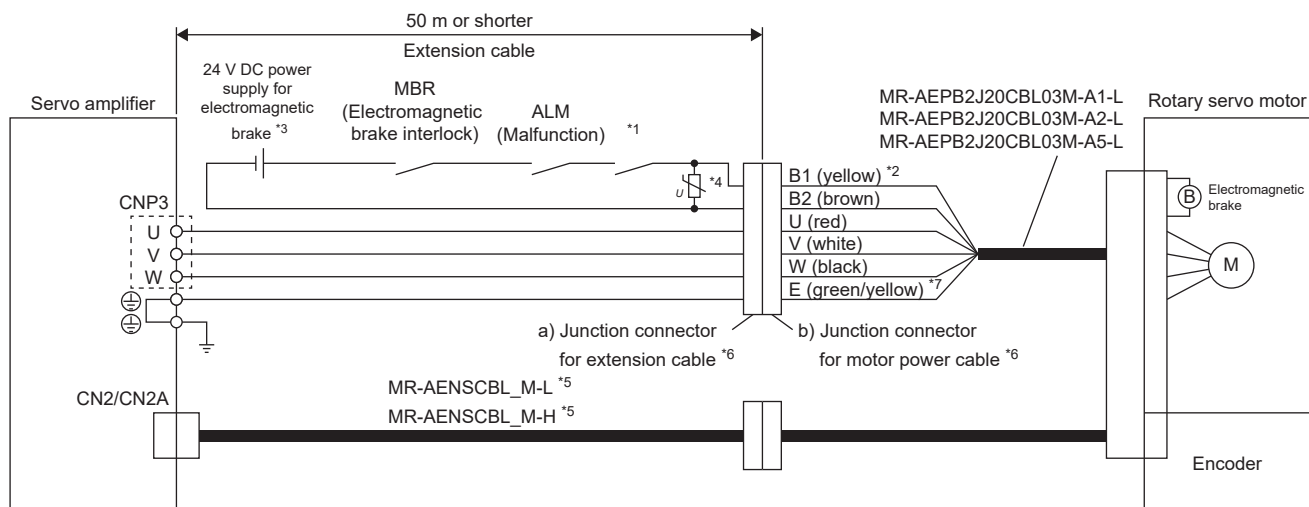 50 m or shorter
Extension cable
24 V DC power
supply for
electromagnetic
brake *3
MBR
(Electromagnetic
brake interlock)
ALM
(Malfunction)
*1
Servo amplifier
MR-AEPB2J20CBL03M-A1-L
MR-AEPB2J20CBL03M-A2-L
MR-AEPB2J20CBL03M-A5-L
Rotary servo motor
U
*4
B1 (yellow) *2
B2 (brown)
U (red)
V (white)
W (black)
E (green/yellow) *7
B
Electromagnetic
brake
M
CNP3
U
V
W
a) Junction connector
for extension cable *6
b) Junction connector
for motor power cable *6
CN2/CN2A
MR-AENSCBL_M-L *5
MR-AENSCBL_M-H *5
Encoder